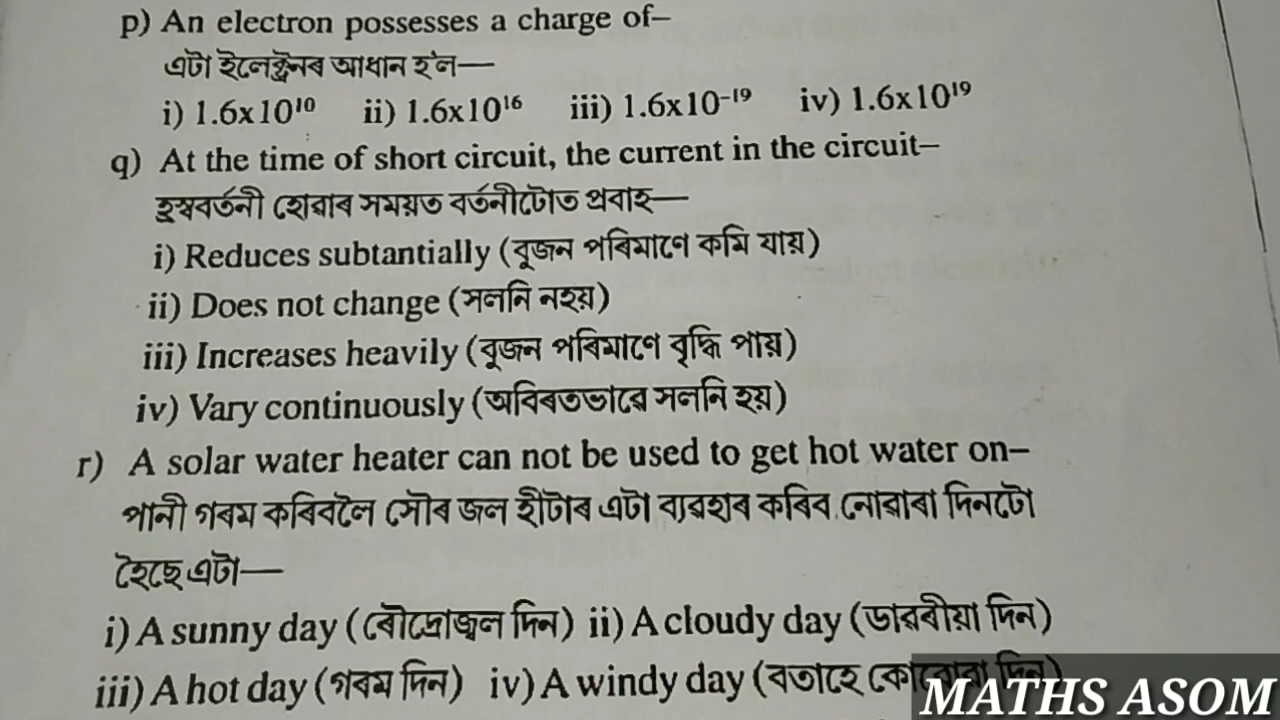 p) An electron possesses a charge of–
এটা ইলেক্ট্ৰনৰ আধান হ'ল—
i) 1.6x10¹⁰ ii) 1.6x10¹⁶ iii) 1.6x10⁻¹⁹ iv) 1.6x10¹⁹
q) At the time of short circuit, the current in the circuit–
হ্ৰস্ববৰ্তনী হোৱাৰ সময়ত বৰ্তনীটোত প্ৰবাহ—
i) Reduces subtantially (বুজন পৰিমাণে কমি যায়)
ii) Does not change (সলনি নহয়)
iii) Increases heavily (বুজন পৰিমাণে বৃদ্ধি পায়)
iv) Vary continuously (অবিৰতভাৱে সলনি হয়)
r) A solar water heater can not be used to get hot water on–
পানী গৰম কৰিবলৈ সৌৰ জল হীটাৰ এটা ব্যৱহাৰ কৰিব নোৱাৰা দিনটো
হৈছে এটা—
i) A sunny day (ৰৌদ্ৰোজ্বল দিন) ii) A cloudy day (ডাৱৰীয়া দিন)
iii) A hot day (গৰম দিন) iv) A windy day (বতাহে দিন)
MATHS ASOM